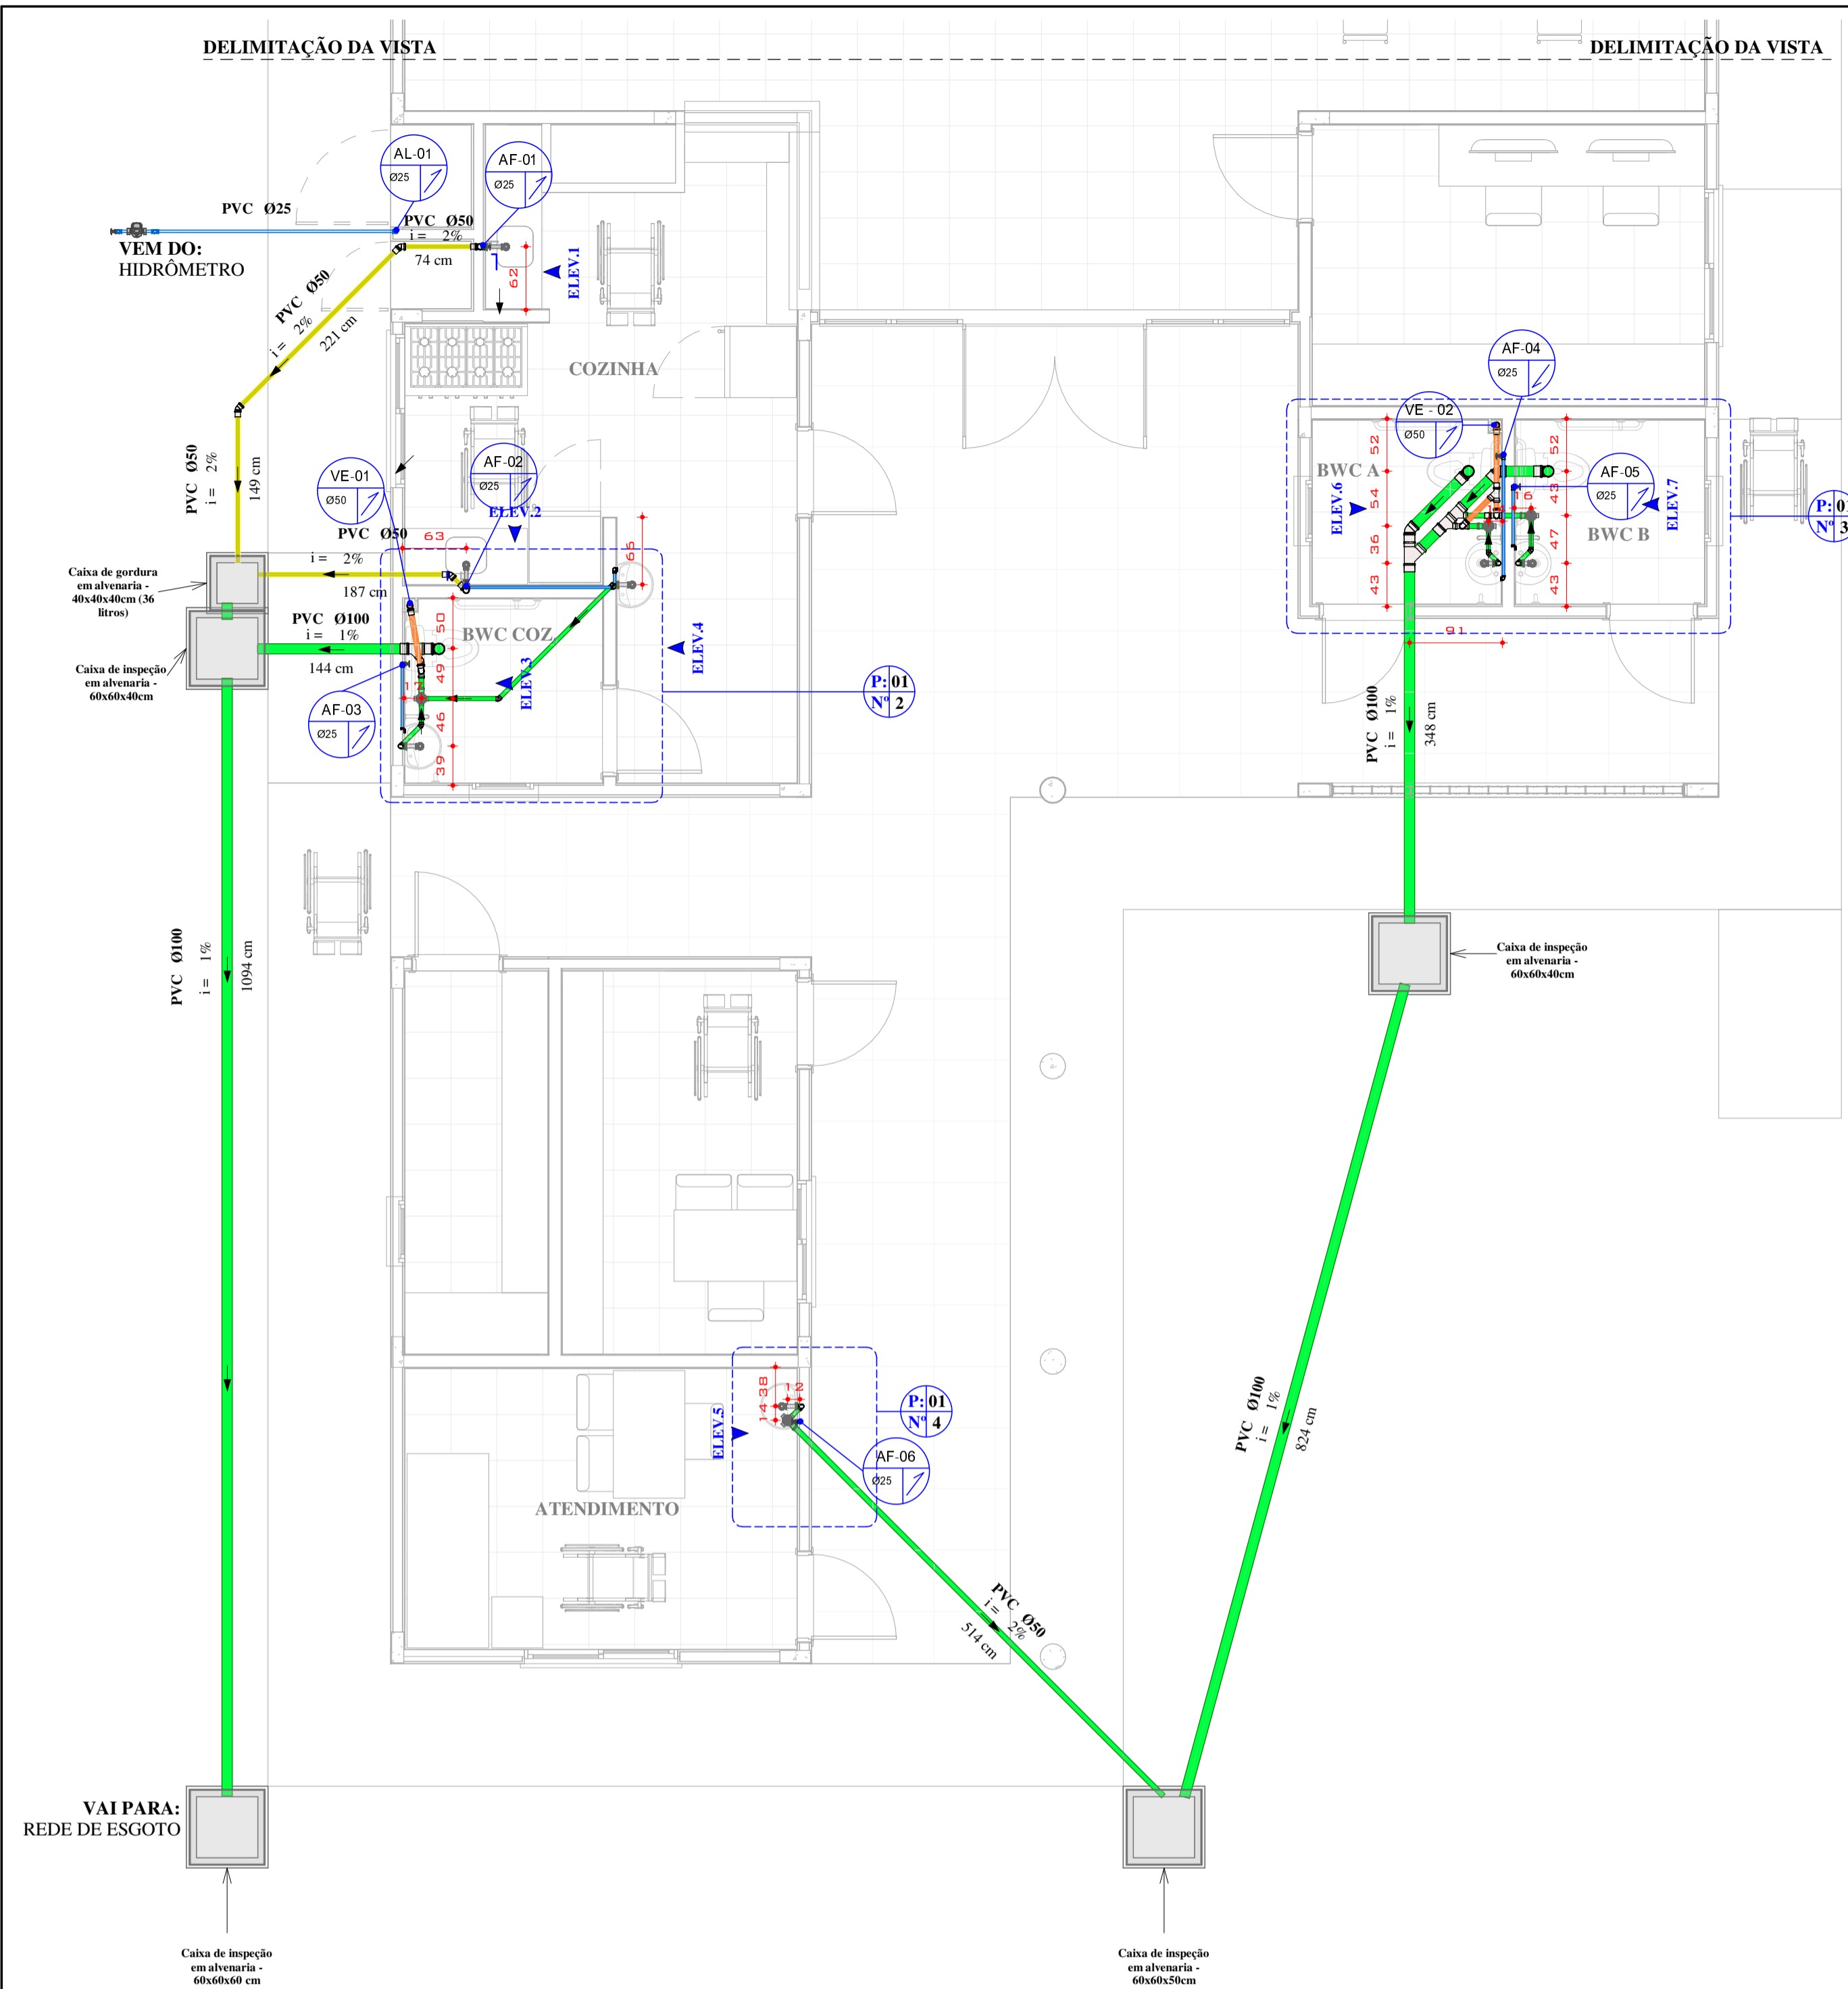 DELIMITAÇÃO DA VISTA
DELIMITAÇÃO DA VISTA
AL-01
Ø25
AF-01
Ø25
PVC Ø25
VEM DO:
HIDRÔMETRO
PVC Ø50
i = 2%
74 cm
62
ELEV.1
PVC Ø50
i = 2%
221 cm
COZINHA
PVC Ø50
i = 2%
149 cm
VE-01
Ø50
AF-02
Ø25
ELEV.2
PVC Ø50
i = 2%
187 cm
63
66
Caixa de gordura
em alvenaria -
40x40x40cm (36
litros)
PVC Ø100
i = 1%
144 cm
Caixa de inspeção
em alvenaria -
60x60x40cm
BWC COZ.
50
49
46
39
ELEV.3
ELEV.4
AF-03
Ø25
P: 01
Nº 2
AF-04
Ø25
VE - 02
Ø50
AF-05
Ø25
BWC A
BWC B
ELEV.6
ELEV.7
52
54
36
43
52
43
47
43
16
91
P: 01
Nº 3
PVC Ø100
i = 1%
348 cm
Caixa de inspeção
em alvenaria -
60x60x40cm
PVC Ø100
i = 1%
1094 cm
PVC Ø100
i = 1%
824 cm
38
14
12
ELEV.5
P: 01
Nº 4
AF-06
Ø25
ATENDIMENTO
PVC Ø50
i = 2%
514 cm
VAI PARA:
REDE DE ESGOTO
Caixa de inspeção
em alvenaria -
60x60x60 cm
Caixa de inspeção
em alvenaria -
60x60x50cm